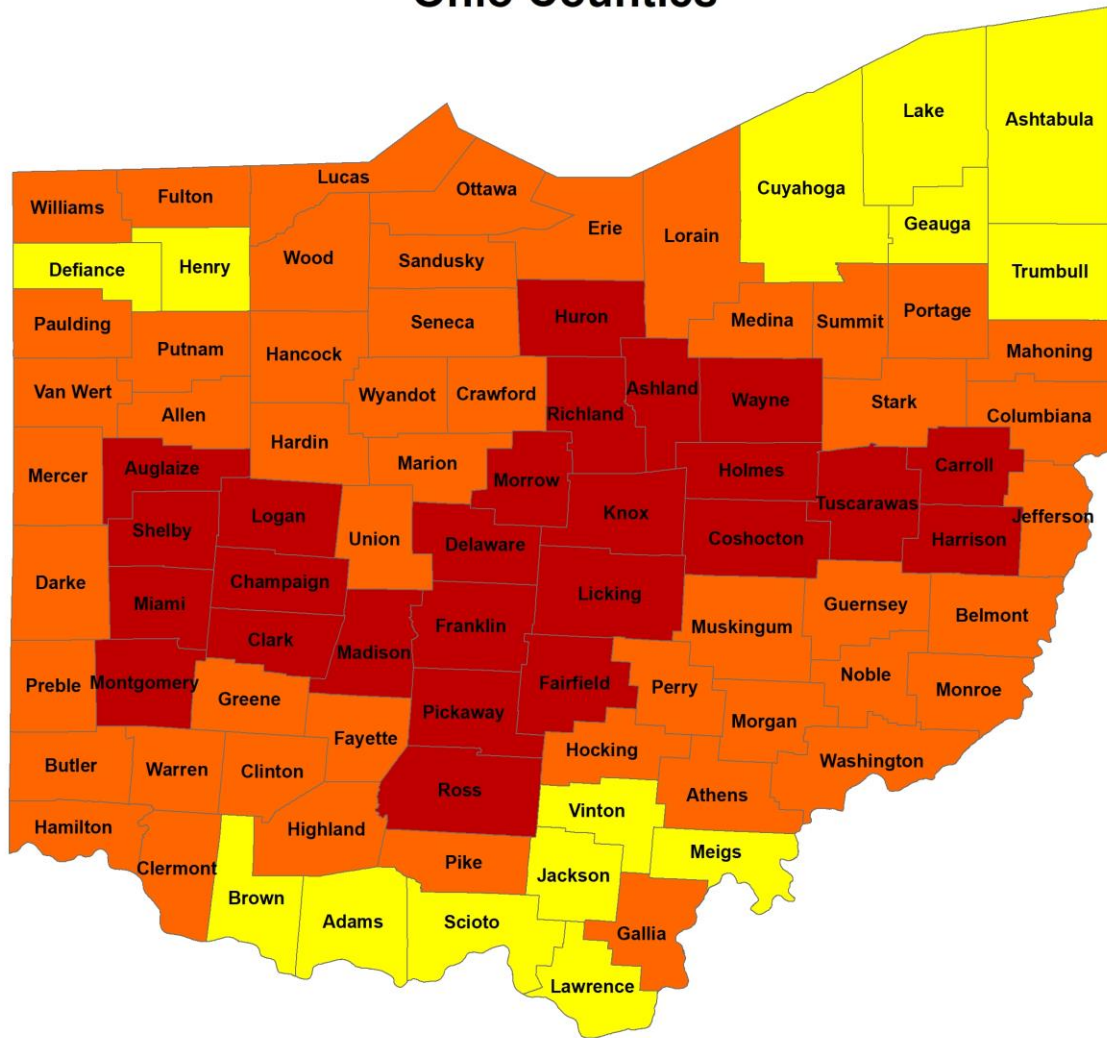 Ohio Counties
Lake
Ashtabula
Cuyahoga
Geauga
Trumbull
Williams
Fulton
Lucas
Ottawa
Erie
Lorain
Defiance
Henry
Wood
Sandusky
Huron
Medina
Summit
Portage
Paulding
Putnam
Hancock
Seneca
Mahoning
Van Wert
Allen
Wyandot
Crawford
Richland
Ashland
Wayne
Stark
Columbiana
Mercer
Auglaize
Hardin
Marion
Morrow
Holmes
Tuscarawas
Carroll
Shelby
Logan
Union
Delaware
Knox
Coshocton
Harrison
Jefferson
Darke
Miami
Champaign
Licking
Muskingum
Guernsey
Belmont
Clark
Madison
Franklin
Preble
Montgomery
Greene
Fayette
Pickaway
Fairfield
Perry
Morgan
Noble
Monroe
Butler
Warren
Clinton
Ross
Hocking
Athens
Washington
Hamilton
Clermont
Highland
Pike
Vinton
Jackson
Meigs
Brown
Adams
Scioto
Gallia
Lawrence